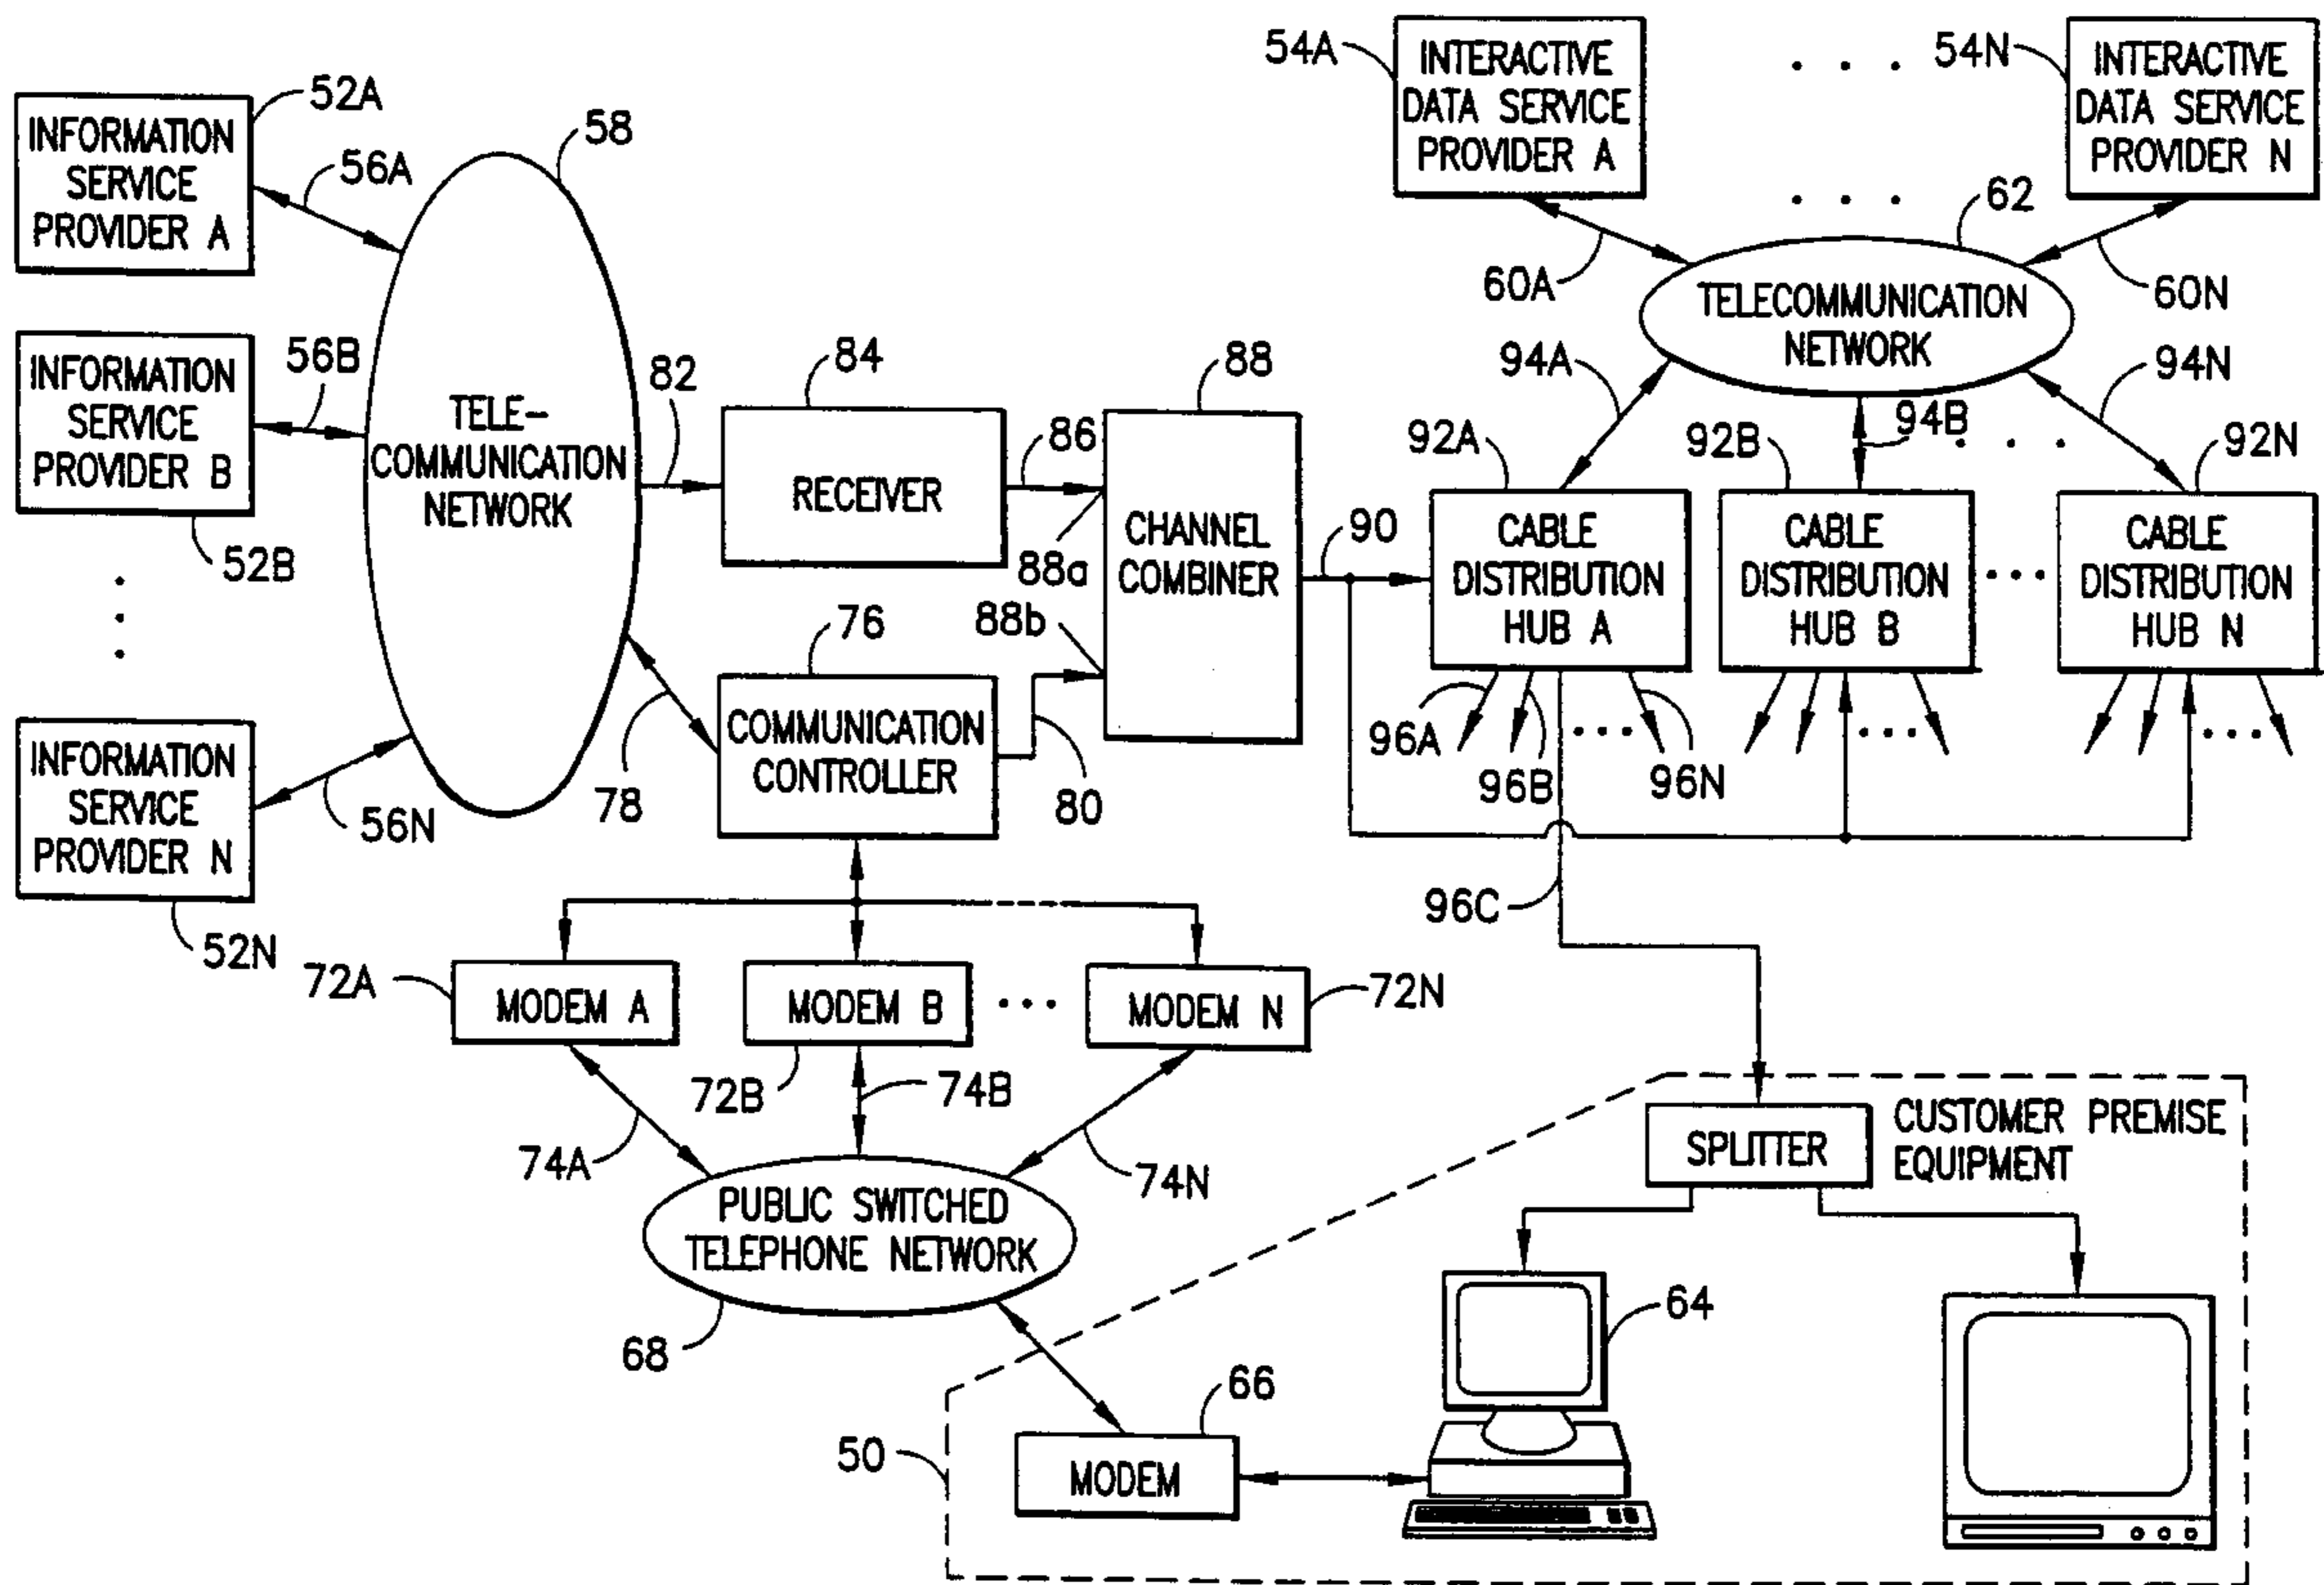 54A
INTERACTIVE
DATA SERVICE
PROVIDER A
. . .
. . .
54N
INTERACTIVE
DATA SERVICE
PROVIDER N
52A
INFORMATION
SERVICE
PROVIDER A
56A
58
62
60A
60N
TELECOMMUNICATION
NETWORK
INFORMATION
SERVICE
PROVIDER B
52B
56B
TELE-
COMMUNICATION
NETWORK
82
84
RECEIVER
86
88
88a
88b
CHANNEL
COMBINER
90
94A
94B
94N
. . .
92A
CABLE
DISTRIBUTION
HUB A
92B
CABLE
DISTRIBUTION
HUB B
...
92N
CABLE
DISTRIBUTION
HUB N
96A
96B
...
96N
...
...
76
COMMUNICATION
CONTROLLER
78
80
INFORMATION
SERVICE
PROVIDER N
52N
56N
96C
72A
MODEM A
MODEM B
72B
...
MODEM N
72N
74A
74B
74N
PUBLIC SWITCHED
TELEPHONE NETWORK
68
SPLITTER
CUSTOMER PREMISE
EQUIPMENT
64
66
MODEM
50